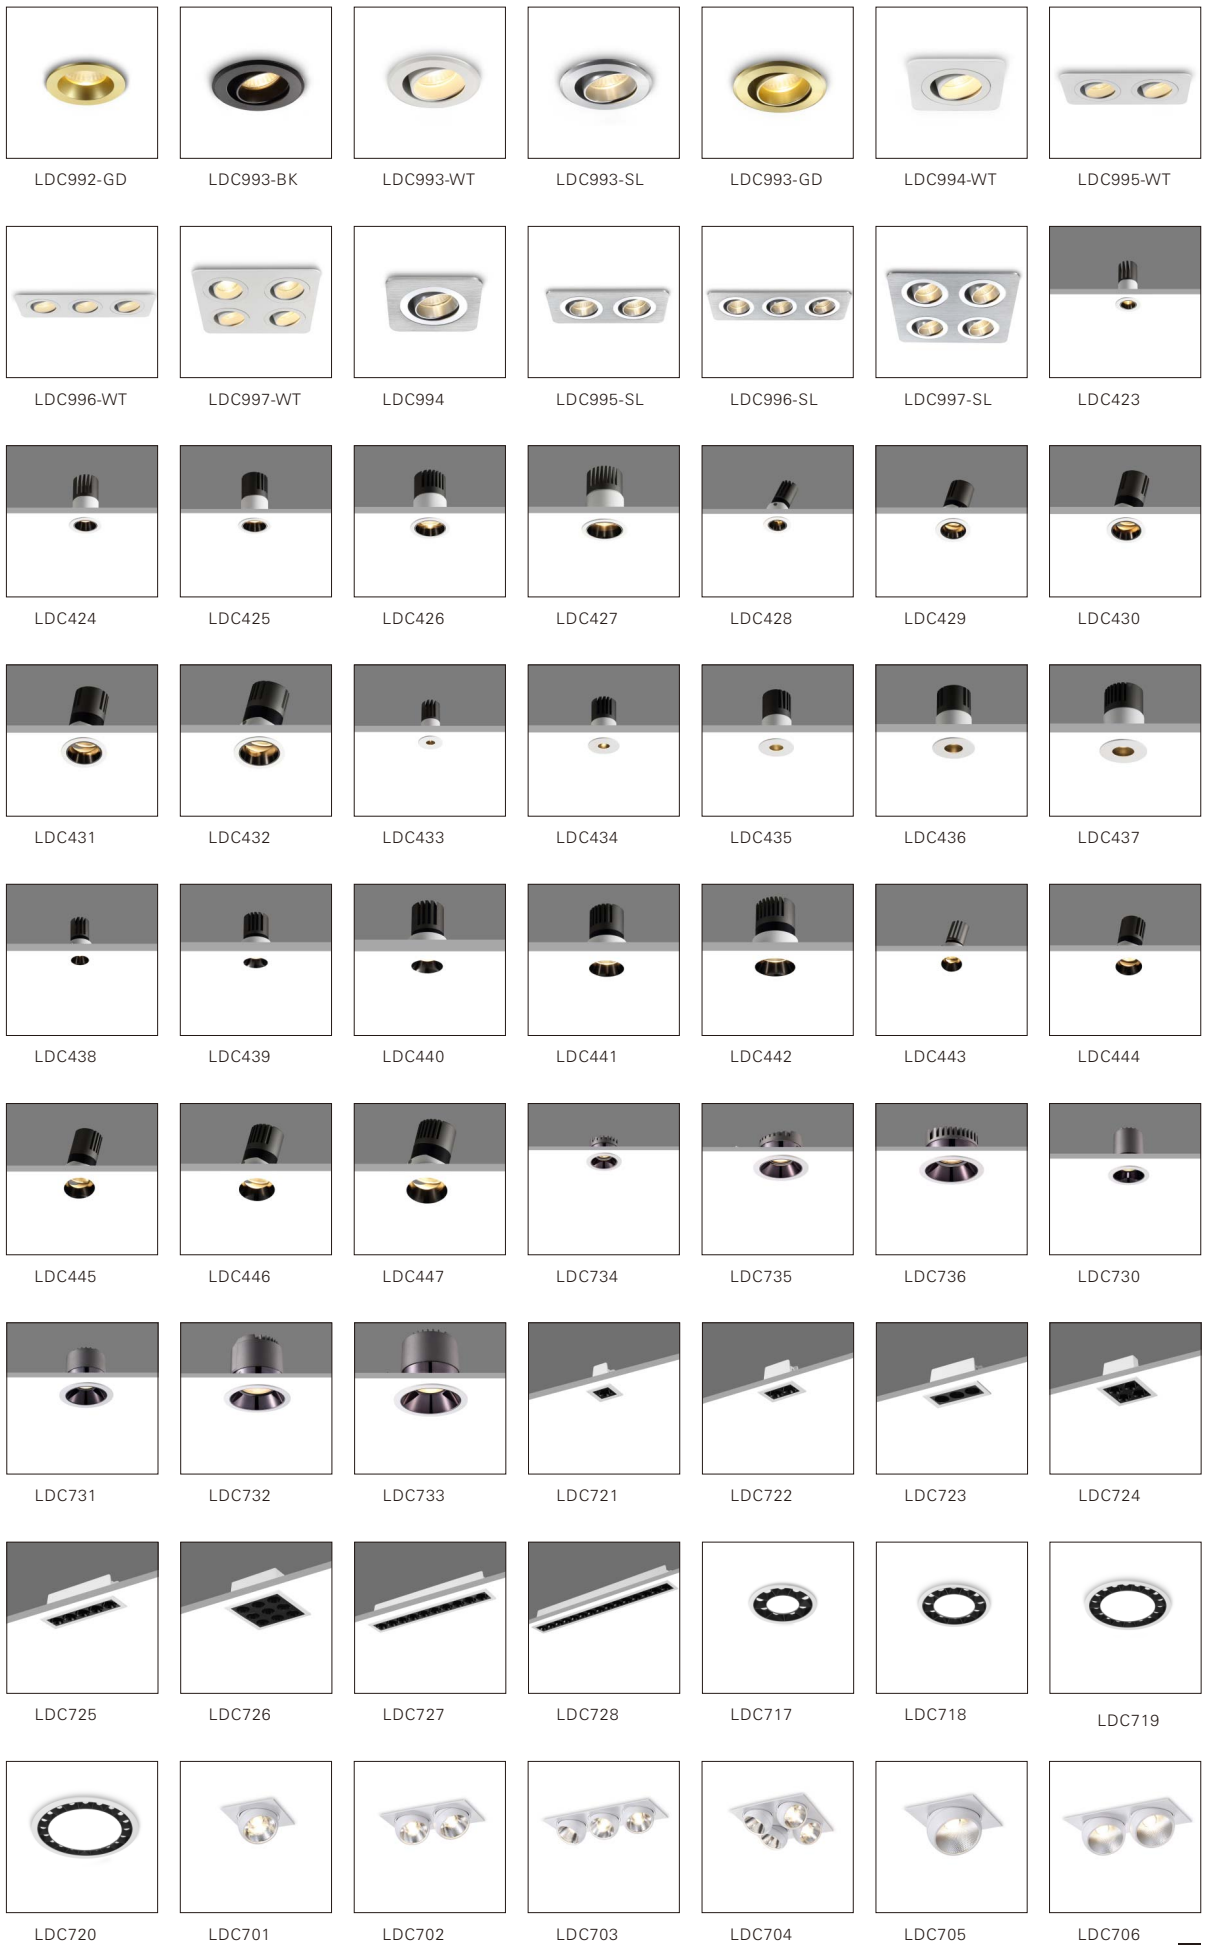 LDC992-GD LDC993-BK LDC993-WT LDC993-SL LDC993-GD LDC994-WT LDC995-WT
LDC996-WT LDC997-WT LDC994 LDC995-SL LDC996-SL LDC997-SL LDC423
LDC424 LDC425 LDC426 LDC427 LDC428 LDC429 LDC430
LDC431 LDC432 LDC433 LDC434 LDC435 LDC436 LDC437
LDC438 LDC439 LDC440 LDC441 LDC442 LDC443 LDC444
LDC445 LDC446 LDC447 LDC734 LDC735 LDC736 LDC730
LDC731 LDC732 LDC733 LDC721 LDC722 LDC723 LDC724
LDC725 LDC726 LDC727 LDC728 LDC717 LDC718 LDC719
LDC720 LDC701 LDC702 LDC703 LDC704 LDC705 LDC706